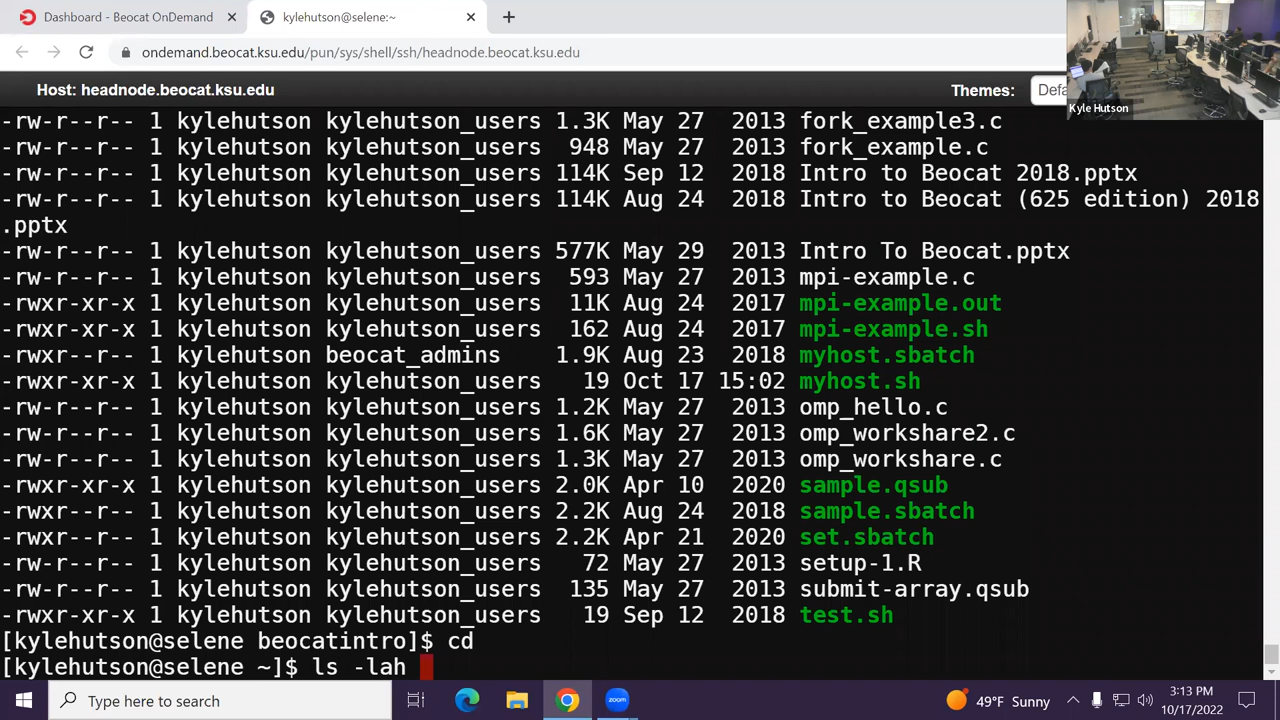 Dashboard - Beocat OnDemand
kylehutson@selene:~
ondemand.beocat.ksu.edu/pun/sys/shell/ssh/headnode.beocat.ksu.edu
Host: headnode.beocat.ksu.edu
Themes:
Defa
Kyle Hutson
-rw-r--r-- 1 kylehutson kylehutson_users 1.3K May 27 2013 fork_example3.c
-rw-r--r-- 1 kylehutson kylehutson_users 948 May 27 2013 fork_example.c
-rw-r--r-- 1 kylehutson kylehutson_users 114K Sep 12 2018 Intro to Beocat 2018.pptx
-rw-r--r-- 1 kylehutson kylehutson_users 114K Aug 24 2018 Intro to Beocat (625 edition) 2018
.pptx
-rw-r--r-- 1 kylehutson kylehutson_users 577K May 29 2013 Intro To Beocat.pptx
-rw-r--r-- 1 kylehutson kylehutson_users 593 May 27 2013 mpi-example.c
-rwxr-xr-x 1 kylehutson kylehutson_users 11K Aug 24 2017 mpi-example.out
-rwxr-xr-x 1 kylehutson kylehutson_users 162 Aug 24 2017 mpi-example.sh
-rwxr--r-- 1 kylehutson beocat_admins 1.9K Aug 23 2018 myhost.sbatch
-rwxr-xr-x 1 kylehutson kylehutson_users 19 Oct 17 15:02 myhost.sh
-rw-r--r-- 1 kylehutson kylehutson_users 1.2K May 27 2013 omp_hello.c
-rw-r--r-- 1 kylehutson kylehutson_users 1.6K May 27 2013 omp_workshare2.c
-rw-r--r-- 1 kylehutson kylehutson_users 1.3K May 27 2013 omp_workshare.c
-rwxr-xr-x 1 kylehutson kylehutson_users 2.0K Apr 10 2020 sample.qsub
-rwxr--r-- 1 kylehutson kylehutson_users 2.2K Aug 24 2018 sample.sbatch
-rwxr--r-- 1 kylehutson kylehutson_users 2.2K Apr 21 2020 set.sbatch
-rw-r--r-- 1 kylehutson kylehutson_users 72 May 27 2013 setup-1.R
-rw-r--r-- 1 kylehutson kylehutson_users 135 May 27 2013 submit-array.qsub
-rwxr-xr-x 1 kylehutson kylehutson_users 19 Sep 12 2018 test.sh
[kylehutson@selene beocatintro]$ cd
[kylehutson@selene ~]$ ls -lah
Type here to search
zoom
49°F Sunny
3:13 PM
10/17/2022